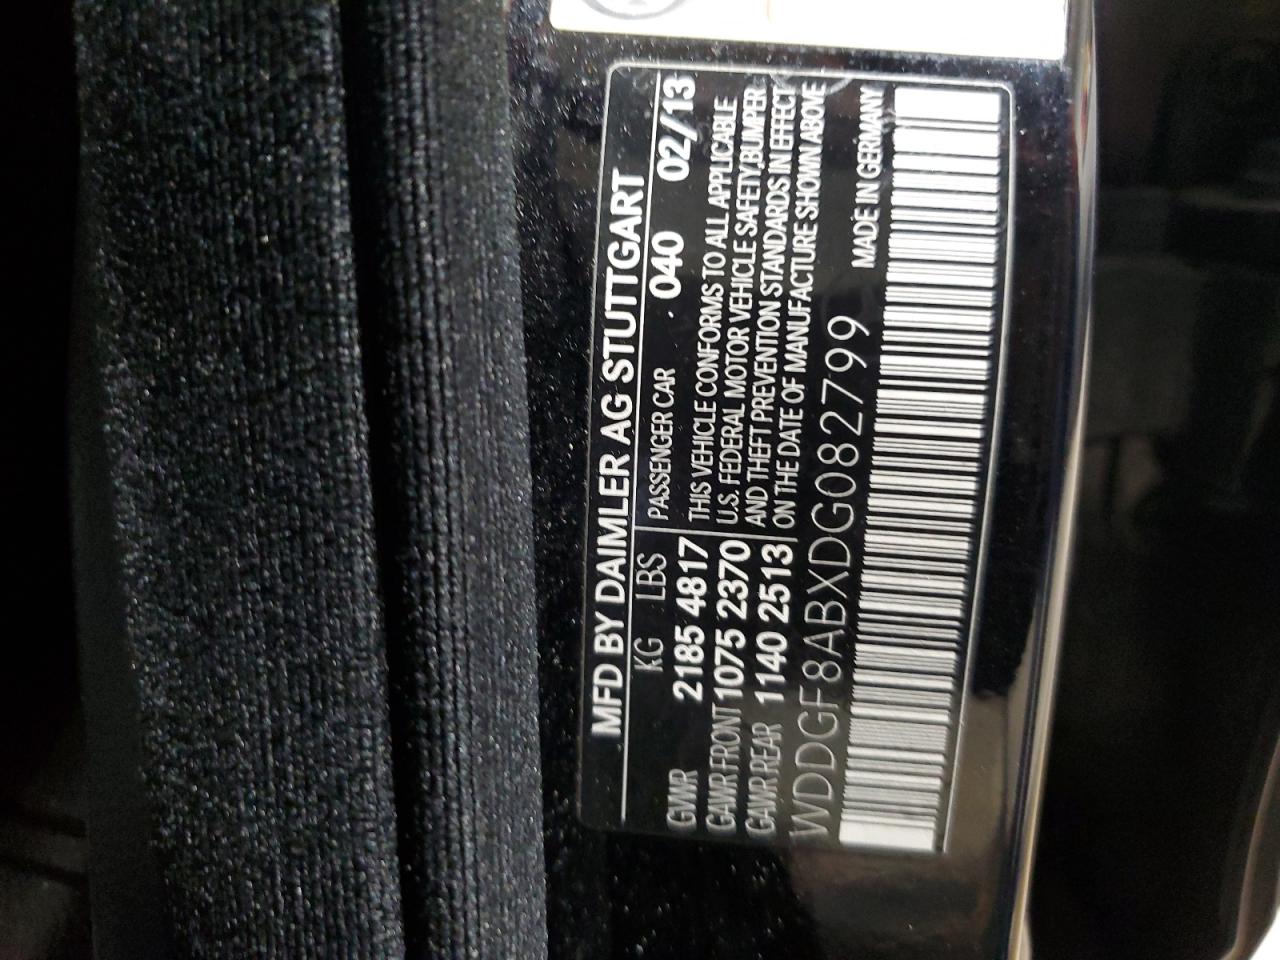 MFD BY DAIMLER AG STUTTGART
KG LBS
GVWR 2185 4817
GAWR FRONT 1075 2370
GAWR REAR 1140 2513
PASSENGER CAR 040 02/13
THIS VEHICLE CONFORMS TO ALL APPLICABLE
U.S. FEDERAL MOTOR VEHICLE SAFETY,BUMPER
AND THEFT PREVENTION STANDARDS IN EFFECT
ON THE DATE OF MANUFACTURE SHOWN ABOVE
WDDGF8ABXDG082799
MADE IN GERMANY